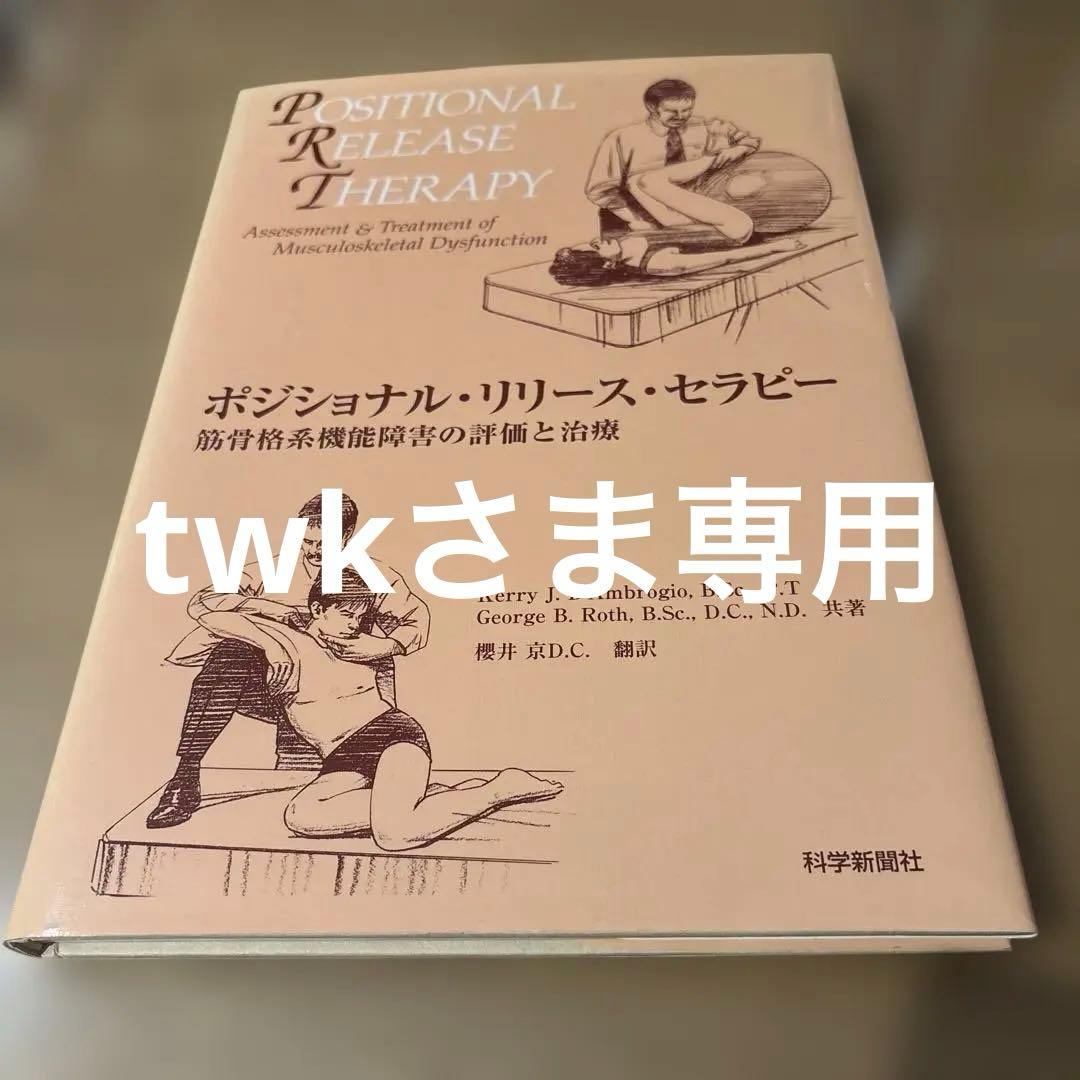 POSITIONAL
RELEASE
THERAPY
Assessment & Treatment of
Musculoskeletal Dysfunction
ポジショナル・リリース・セラピー
筋骨格系機能障害の評価と治療
twkさま専用
Kerry J.
George B. Roth, B.Sc., D.C., N.D. 共著
櫻井 京D.C. 翻訳
科学新聞社